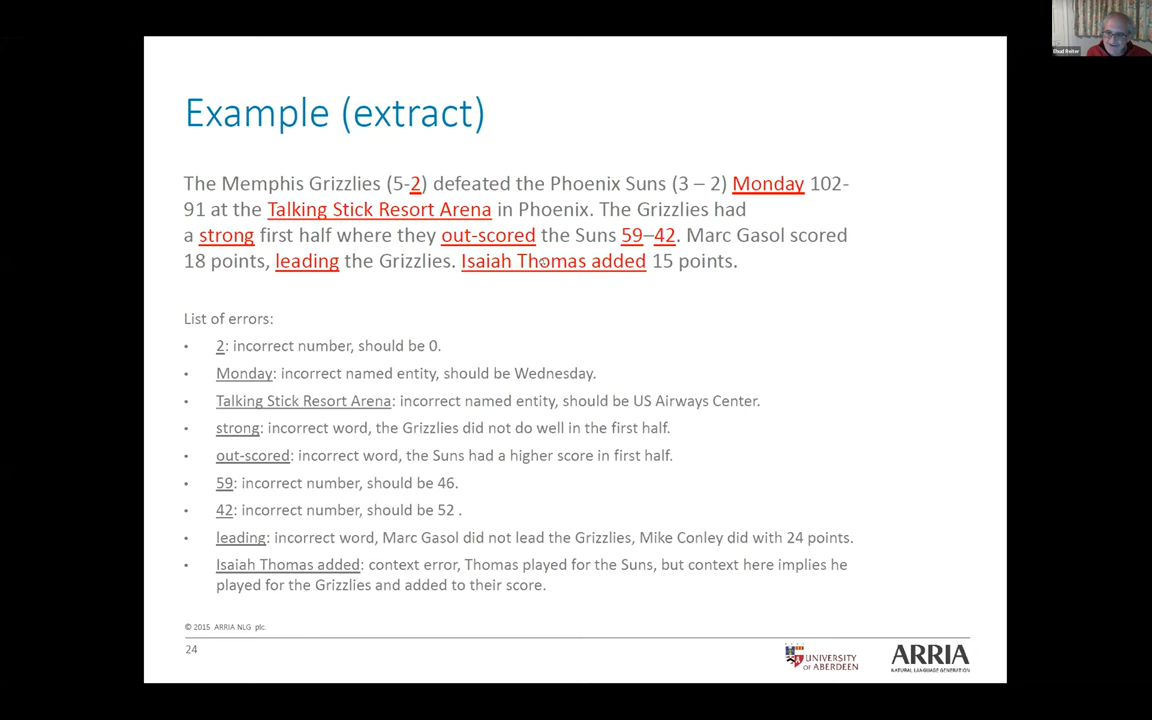 Ehud Reiter
Example (extract)
The Memphis Grizzlies (5-2) defeated the Phoenix Suns (3 – 2) Monday 102-
91 at the Talking Stick Resort Arena in Phoenix. The Grizzlies had
a strong first half where they out-scored the Suns 59–42. Marc Gasol scored
18 points, leading the Grizzlies. Isaiah Thomas added 15 points.
List of errors:
• 2: incorrect number, should be 0.
• Monday: incorrect named entity, should be Wednesday.
• Talking Stick Resort Arena: incorrect named entity, should be US Airways Center.
• strong: incorrect word, the Grizzlies did not do well in the first half.
• out-scored: incorrect word, the Suns had a higher score in first half.
• 59: incorrect number, should be 46.
• 42: incorrect number, should be 52 .
• leading: incorrect word, Marc Gasol did not lead the Grizzlies, Mike Conley did with 24 points.
• Isaiah Thomas added: context error, Thomas played for the Suns, but context here implies he
played for the Grizzlies and added to their score.
© 2015 ARRIA NLG plc.
24
UNIVERSITY
OF ABERDEEN
ARRIA
NATURAL LANGUAGE GENERATION